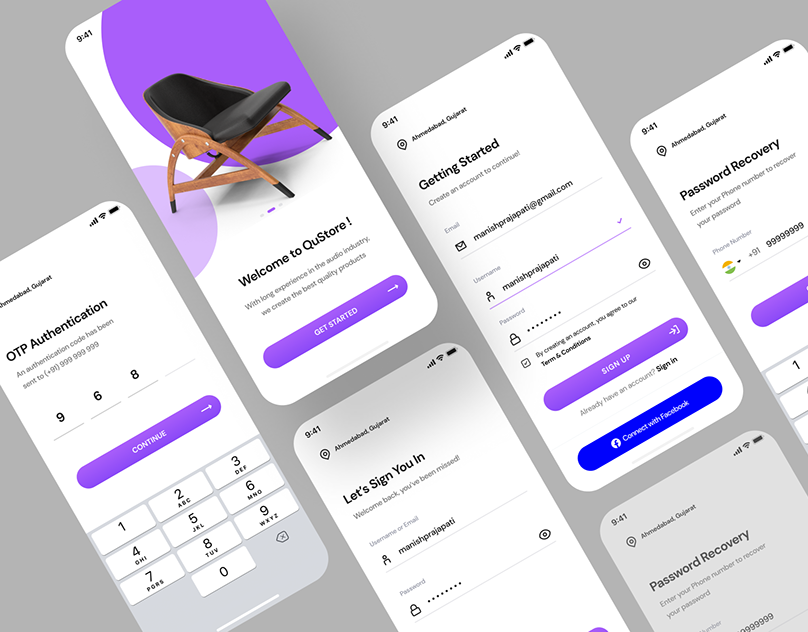 9:41
Welcome to QuStore !
With long experience in the audio industry,
we create the best quality products
GET STARTED
Ahmedabad, Gujarat
OTP Authentication
An authentication code has been
sent to (+91) 999 999 999
9 6 8
CONTINUE
1
2
ABC
3
DEF
4
GHI
5
JKL
6
MNO
7
PQRS
8
TUV
9
WXYZ
0
9:41
Ahmedabad, Gujarat
Getting Started
Create an account to continue!
Email
manishprajapati@gmail.com
Username
manishprajapati
Password
By creating an account, you agree to our
Term & Conditions
SIGN UP
Already have an account? Sign in
Connect with Facebook
9:41
Ahmedabad, Gujarat
Let's Sign You In
Welcome back, you've been missed!
Username or Email
manishprajapati
Password
9:41
Ahmedabad, Gujarat
Password Recovery
Enter your Phone number to recover
your password
Phone Number
+91 99999999
1
9:41
Ahmedabad, Gujarat
Password Recovery
Enter your Phone number to recover
your password
Number